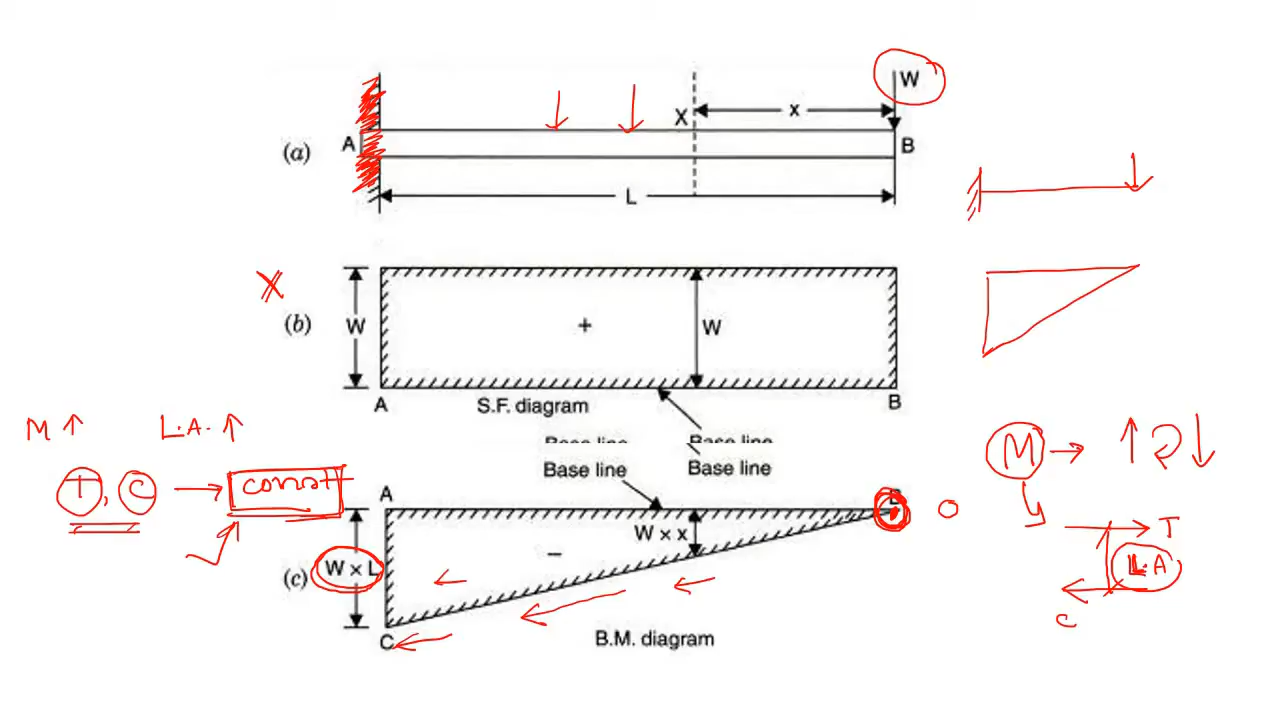 W
X
x
A
B
(a)
L
X
(b)
W
+
W
A
S.F. diagram
B
Base line
Base line
M ↑ L.A. ↑
Base line
Base line
T, C → const
A
M → ↑ ↓
W × x
O
T
(c)
W × L
−
L.A
C
C
B.M. diagram